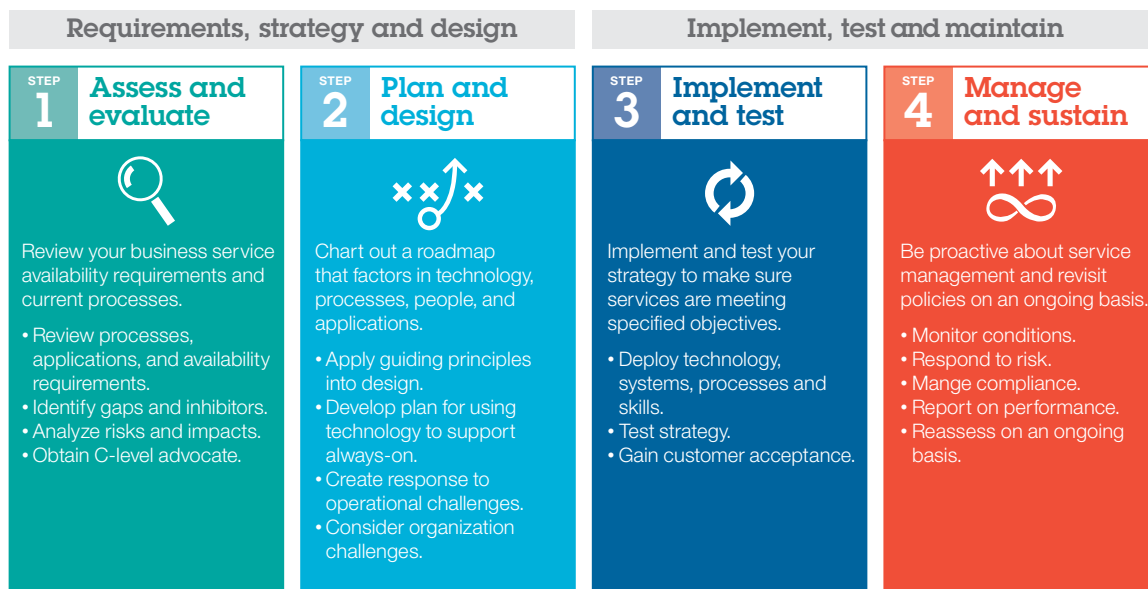 Requirements, strategy and design
Implement, test and maintain
STEP
1
Assess and
evaluate
Review your business service
availability requirements and
current processes.
• Review processes,
applications, and availability
requirements.
• Identify gaps and inhibitors.
• Analyze risks and impacts.
• Obtain C-level advocate.
STEP
2
Plan and
design
Chart out a roadmap
that factors in technology,
processes, people, and
applications.
• Apply guiding principles
into design.
• Develop plan for using
technology to support
always-on.
• Create response to
operational challenges.
• Consider organization
challenges.
STEP
3
Implement
and test
Implement and test your
strategy to make sure
services are meeting
specified objectives.
• Deploy technology,
systems, processes and
skills.
• Test strategy.
• Gain customer acceptance.
STEP
4
Manage
and sustain
Be proactive about service
management and revisit
policies on an ongoing basis.
• Monitor conditions.
• Respond to risk.
• Mange compliance.
• Report on performance.
• Reassess on an ongoing
basis.